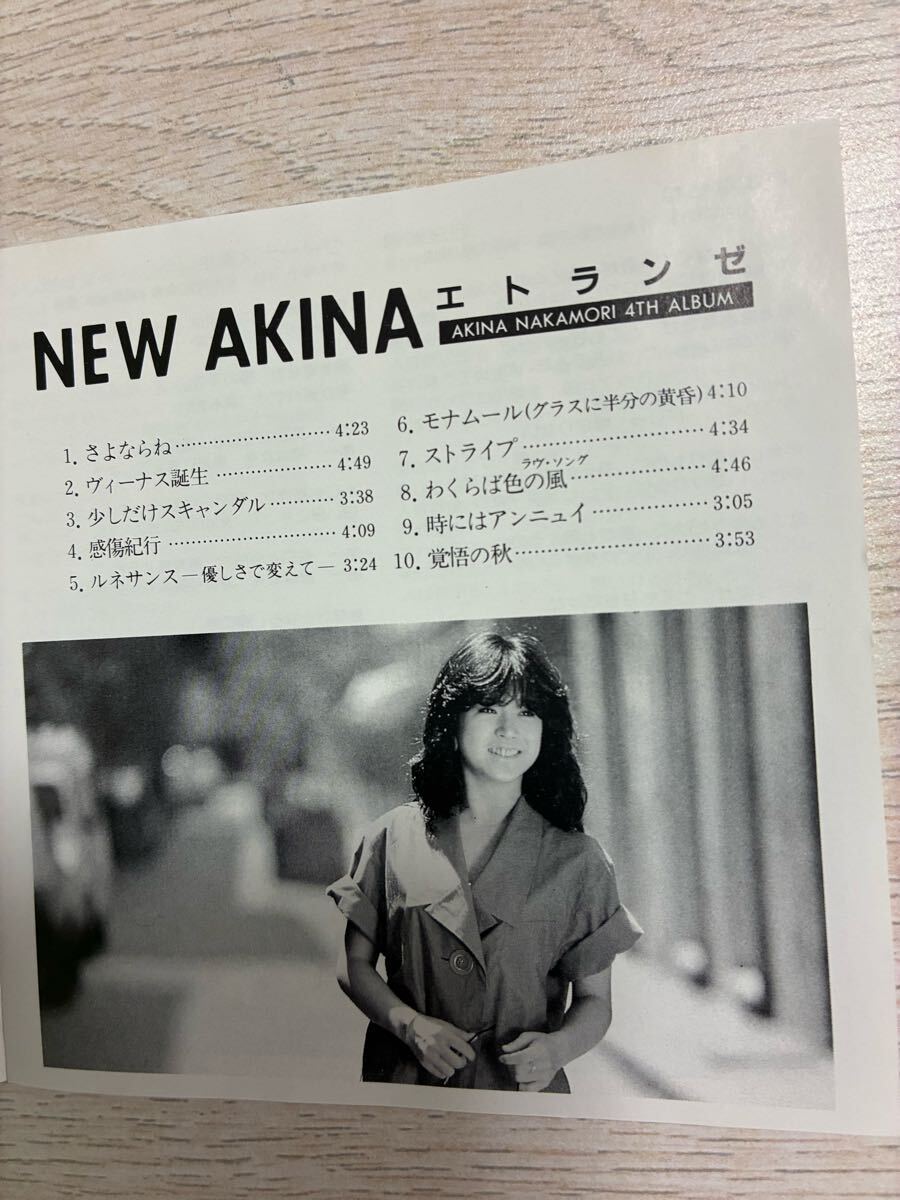 NEW AKINA エトランゼ
AKINA NAKAMORI 4TH ALBUM
1. さよならね…………………………4:23
2. ヴィーナス誕生…………………4:49
3. 少しだけスキャンダル…………3:38
4. 感傷紀行…………………………4:09
5. ルネサンス—優しさで変えて— 3:24
6. モナムール(グラスに半分の黄昏) 4:10
7. ストライプ………………………4:34
ラヴ・ソング
8. わくらば色の風…………………4:46
9. 時にはアンニュイ………………3:05
10. 覚悟の秋…………………………3:53